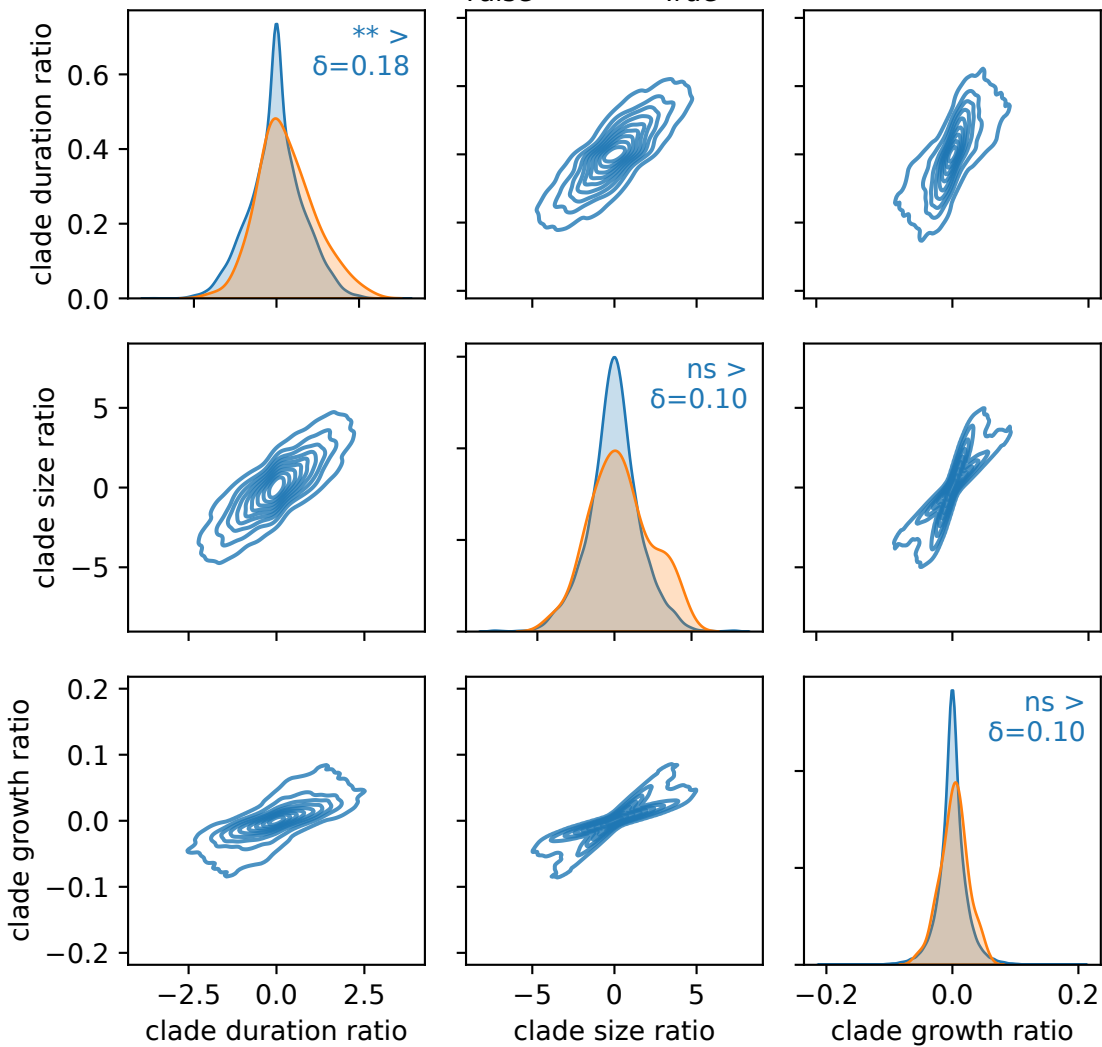 ** >
δ=0.18
clade duration ratio
0.6
0.4
0.2
0.0
ns >
δ=0.10
clade size ratio
5
0
−5
ns >
δ=0.10
clade growth ratio
0.2
0.1
0.0
−0.1
−0.2
−2.5 0.0 2.5
−5 0 5
−0.2 0.0 0.2
clade duration ratio
clade size ratio
clade growth ratio